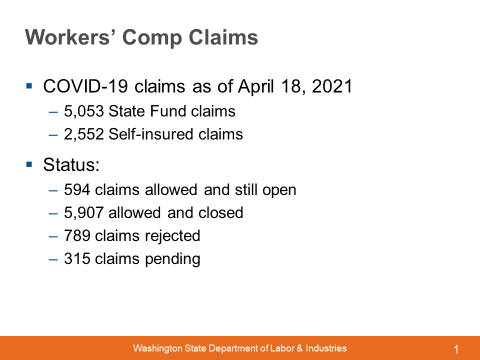 Workers’ Comp Claims
▪ COVID-19 claims as of April 18, 2021
– 5,053 State Fund claims
– 2,552 Self-insured claims
▪ Status:
– 594 claims allowed and still open
– 5,907 allowed and closed
– 789 claims rejected
– 315 claims pending
Washington State Department of Labor & Industries
1